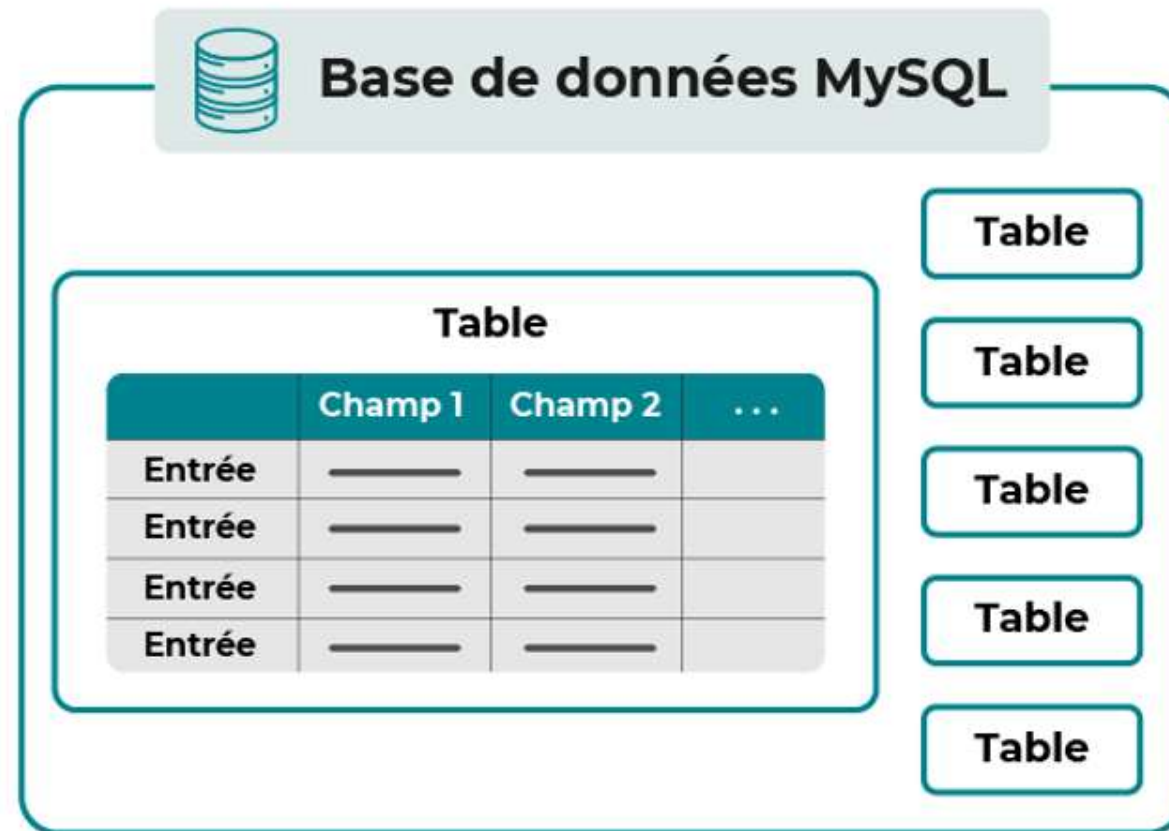 Base de données MySQL
Table
Champ 1 Champ 2 ...
Entrée
Entrée
Entrée
Entrée
Table
Table
Table
Table
Table